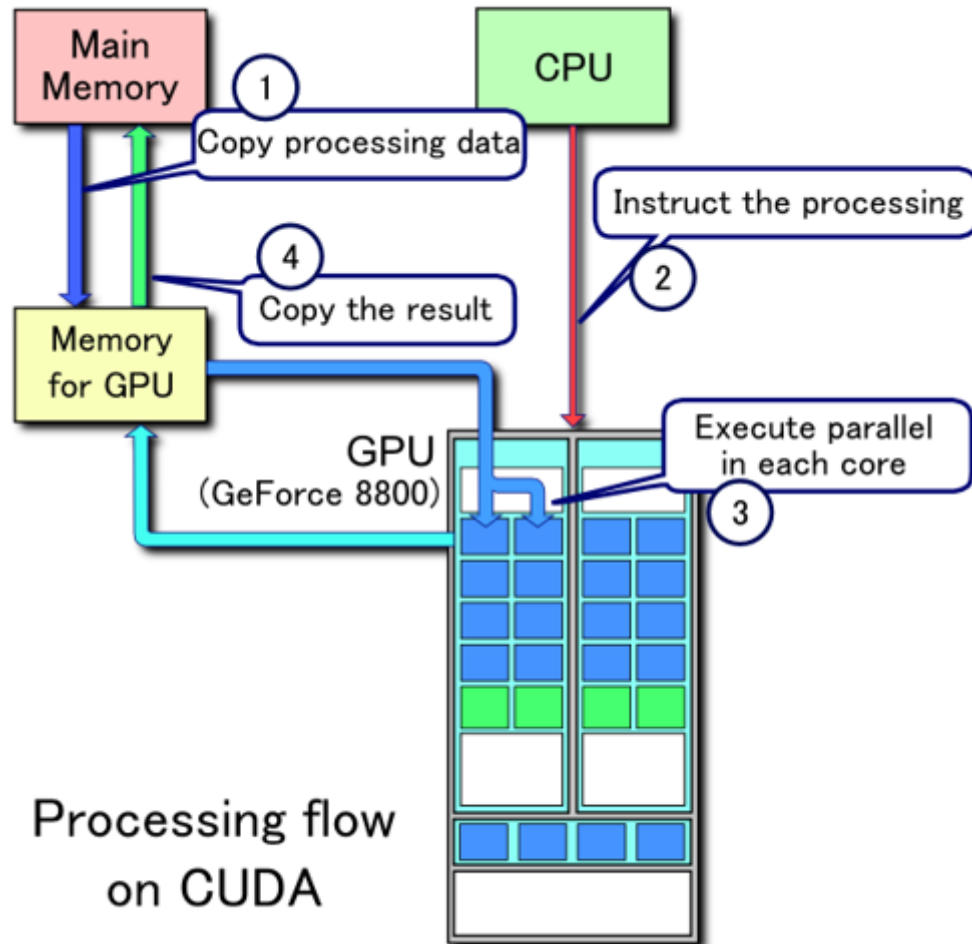 Main
Memory
CPU
1
Copy processing data
Instruct the processing
2
4
Copy the result
Memory
for GPU
GPU
(GeForce 8800)
Execute parallel
in each core
3
Processing flow
on CUDA